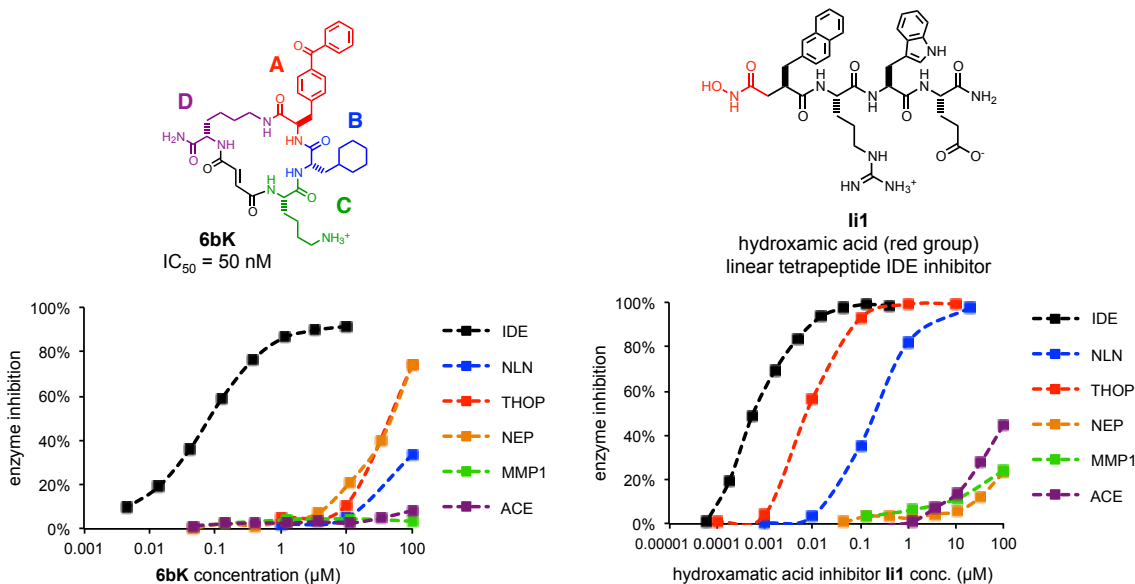 A
B
C
D
O
O
H
N
HN
O
O
H2N
NH
O
HN
O
H
N
O
O
NH3+
6bK
IC50 = 50 nM
HO
N
H
O
O
H
N
O
N
H
O
H
N
O
NH2
NH
O
O-
NH
HN
NH3+
li1
hydroxamic acid (red group)
linear tetrapeptide IDE inhibitor
enzyme inhibition
100%
80%
60%
40%
20%
0%
0.001
0.01
0.1
1
10
100
6bK concentration (µM)
IDE
NLN
THOP
NEP
MMP1
ACE
enzyme inhibition
100%
80%
60%
40%
20%
0%
0.00001
0.0001
0.001
0.01
0.1
1
10
100
hydroxamatic acid inhibitor li1 conc. (µM)
IDE
NLN
THOP
NEP
MMP1
ACE